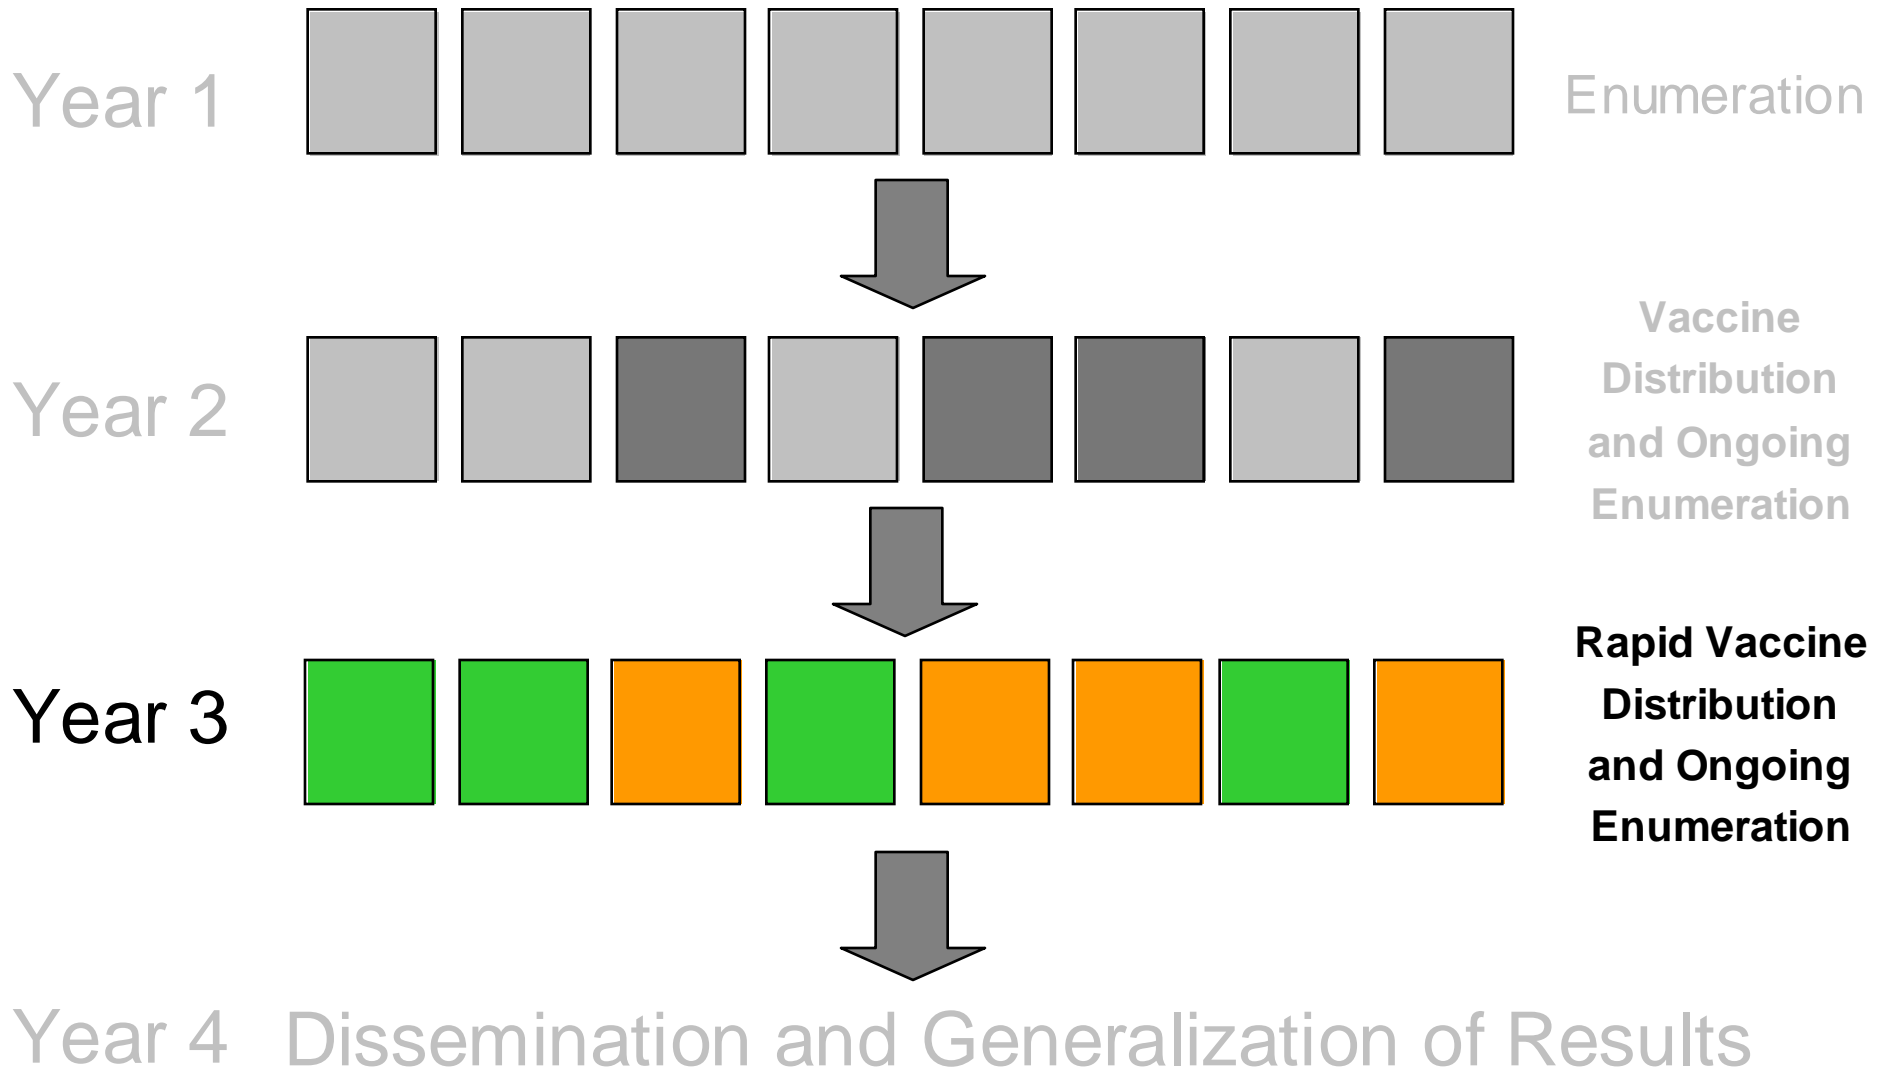 Year 1
Enumeration
Year 2
Vaccine
Distribution
and Ongoing
Enumeration
Year 3
Rapid Vaccine
Distribution
and Ongoing
Enumeration
Year 4 Dissemination and Generalization of Results